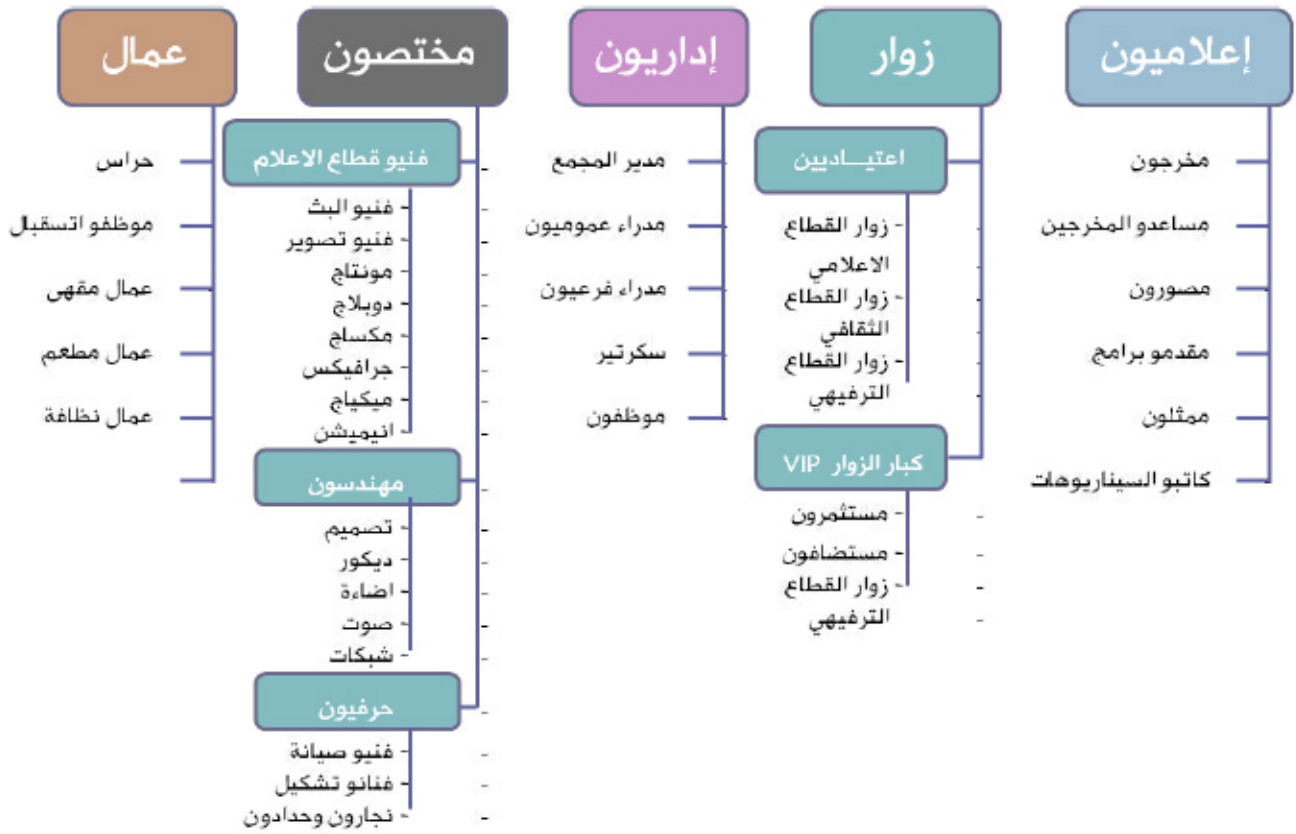 إعلاميون
مخرجون
مساعدو المخرجين
مصورون
مقدمو برامج
ممثلون
كاتبو السيناريوهات
زوار
اعتيـــاديين
- زوار القطاع
الاعلامي
- زوار القطاع
الثقافي
- زوار القطاع
الترفيهي
كبار الزوار VIP
- مستثمرون
- مستضافون
- زوار القطاع
الترفيهي
إداريون
مدير المجمع
مدراء عموميون
مدراء فرعيون
سكرتير
موظفون
مختصون
فنيو قطاع الاعلام
- فنيو البث
- فنيو تصوير
- مونتاج
- دوبلاج
- مكساج
- جرافيكس
- ميكياج
- انيميشن
مهندسون
- تصميم
- ديكور
- اضاءة
- صوت
- شبكات
حرفيون
- فنيو صيانة
- فنانو تشكيل
- نجارون وحدادون
عمال
حراس
موظفو اتسقبال
عمال مقهى
عمال مطعم
عمال نظافة